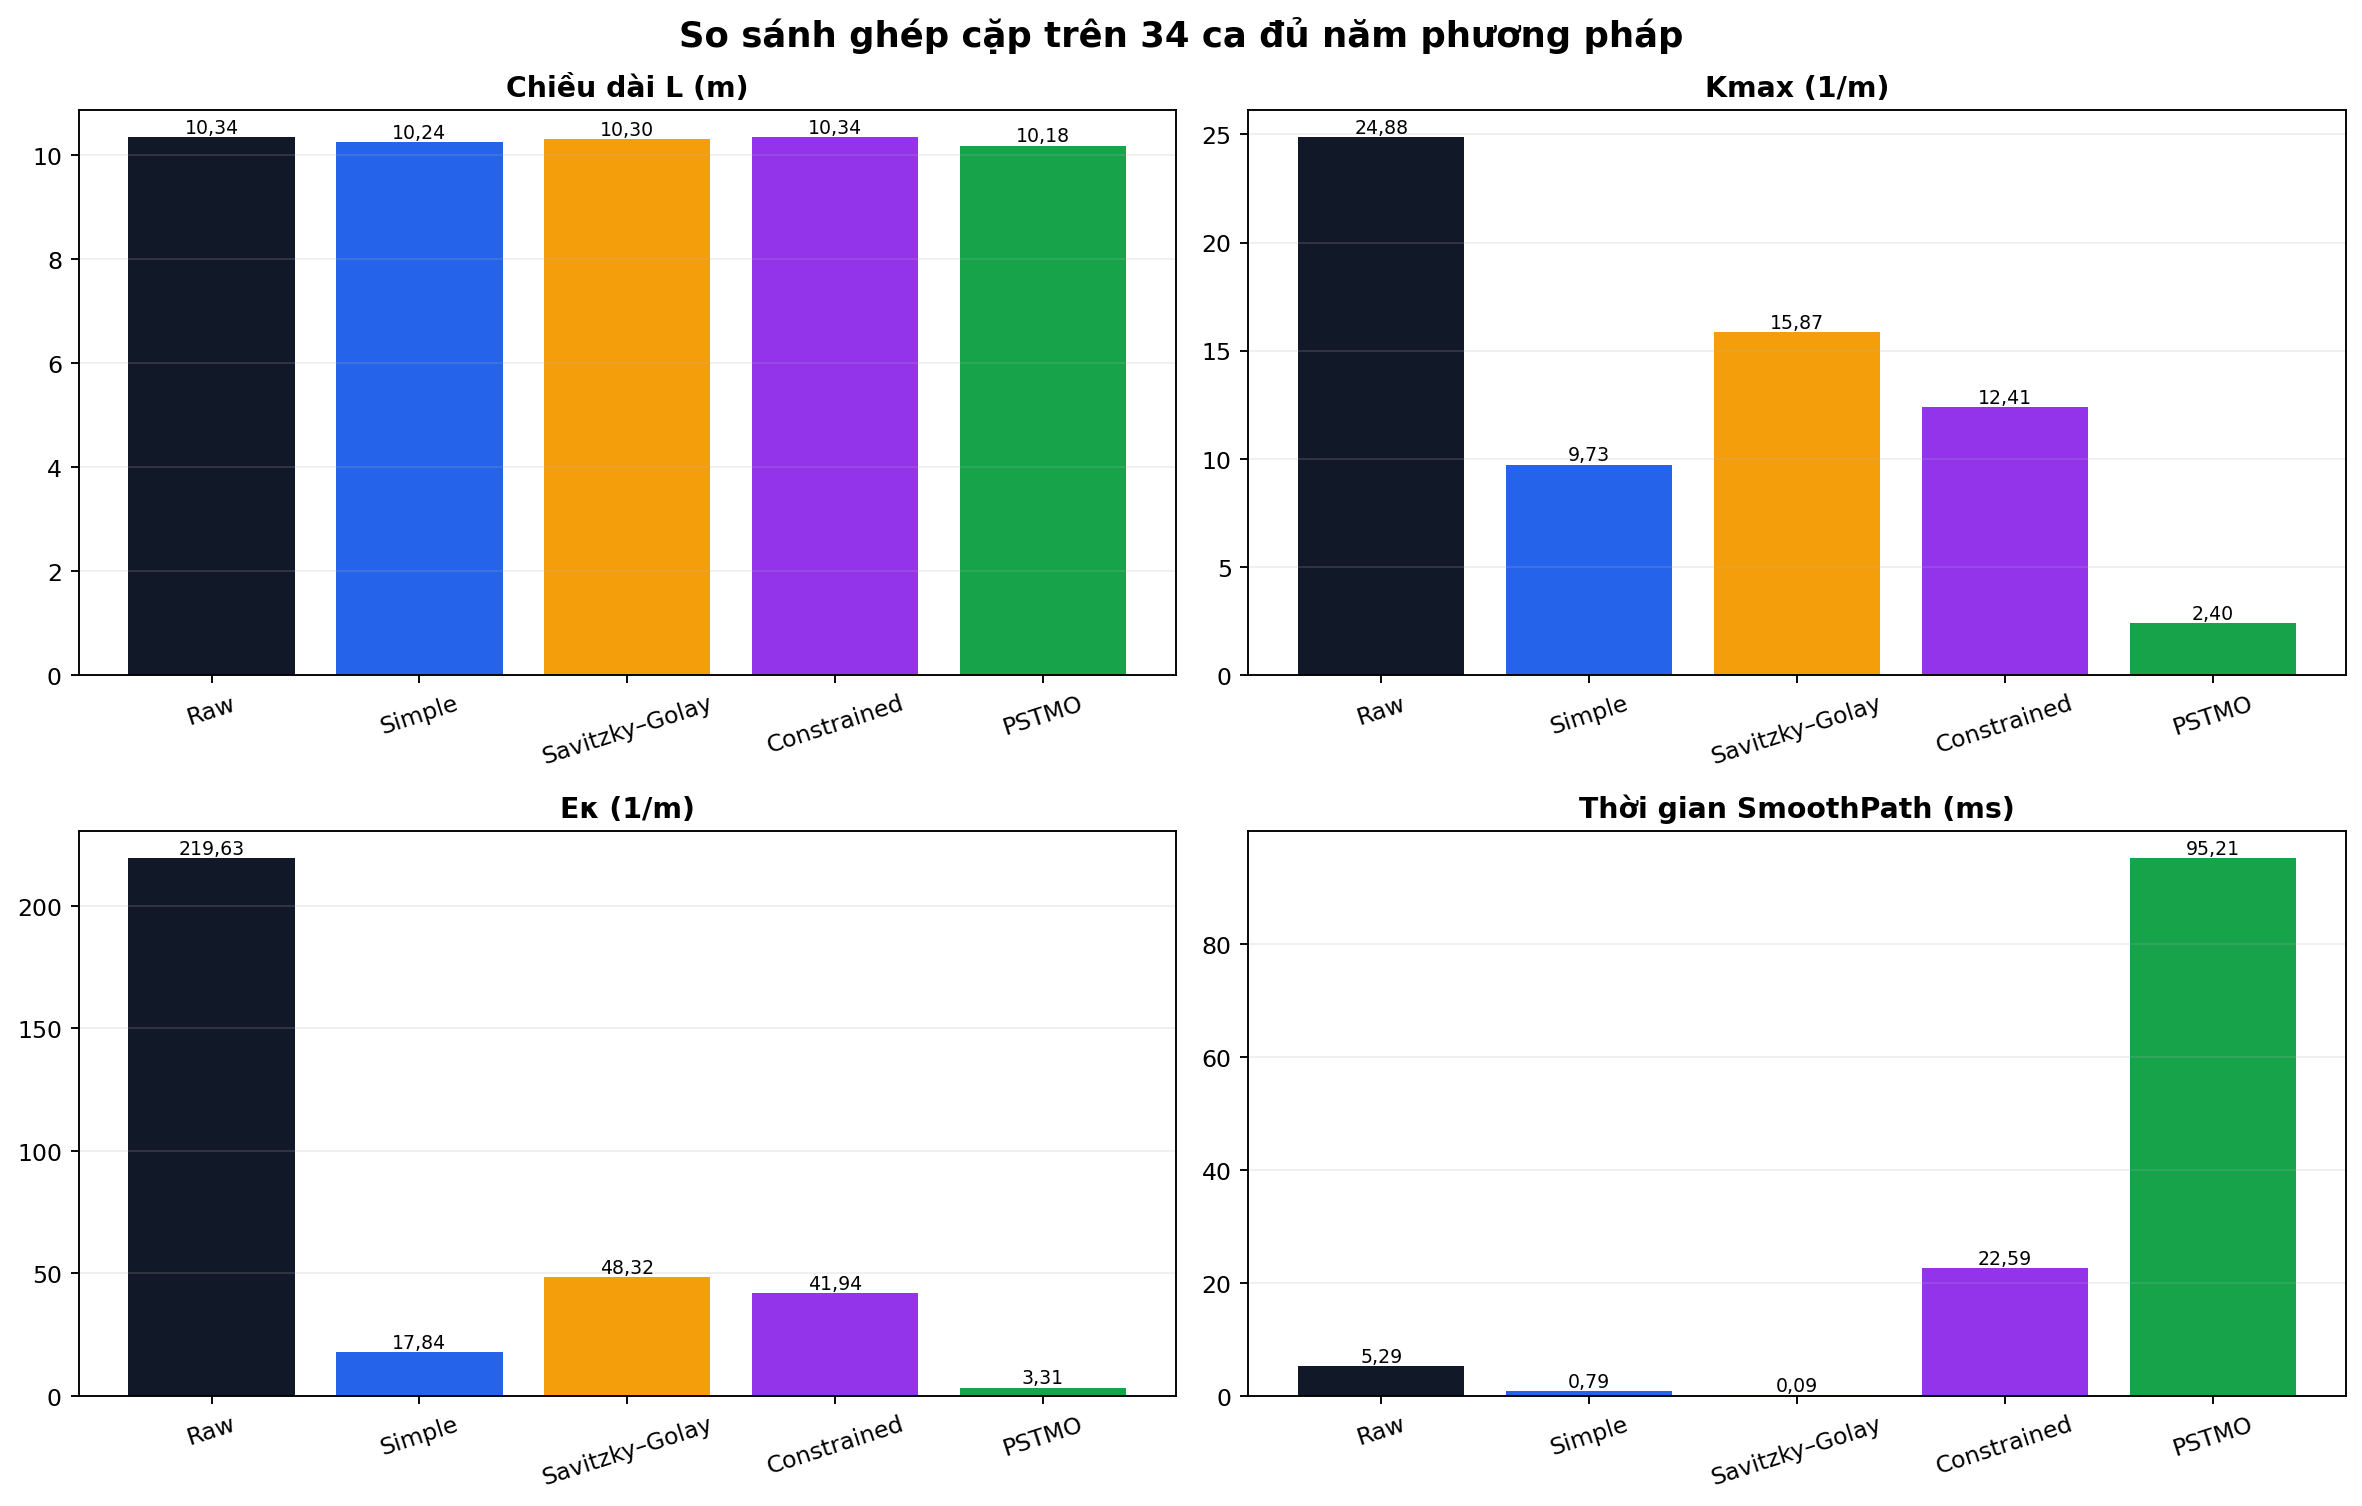 So sánh ghép cặp trên 34 ca đủ năm phương pháp
Chiều dài L (m)
10,34
10,24
10,30
10,34
10,18
10
8
6
4
2
0
Raw
Simple
Savitzky–Golay
Constrained
PSTMO
Kmax (1/m)
24,88
9,73
15,87
12,41
2,40
25
20
15
10
5
0
Raw
Simple
Savitzky–Golay
Constrained
PSTMO
Eκ (1/m)
219,63
17,84
48,32
41,94
3,31
200
150
100
50
0
Raw
Simple
Savitzky–Golay
Constrained
PSTMO
Thời gian SmoothPath (ms)
5,29
0,79
0,09
22,59
95,21
80
60
40
20
0
Raw
Simple
Savitzky–Golay
Constrained
PSTMO